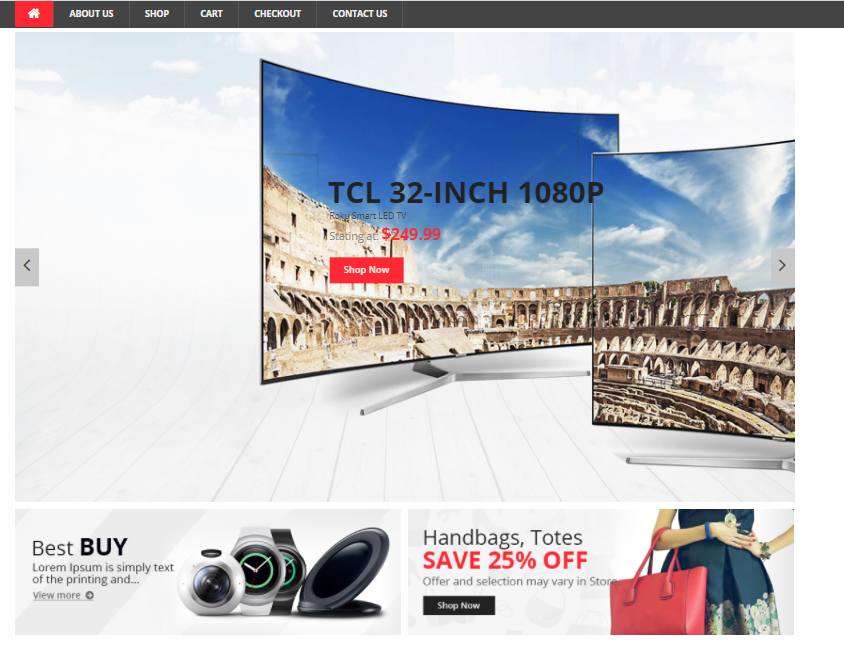 ABOUT US SHOP CART CHECKOUT CONTACT US
TCL 32-INCH 1080P
Roku Smart LED TV
Stating at: $249.99
Shop Now
Best BUY
Lorem Ipsum is simply text
of the printing and...
View more
Handbags, Totes
SAVE 25% OFF
Offer and selection may vary in Store.
Shop Now